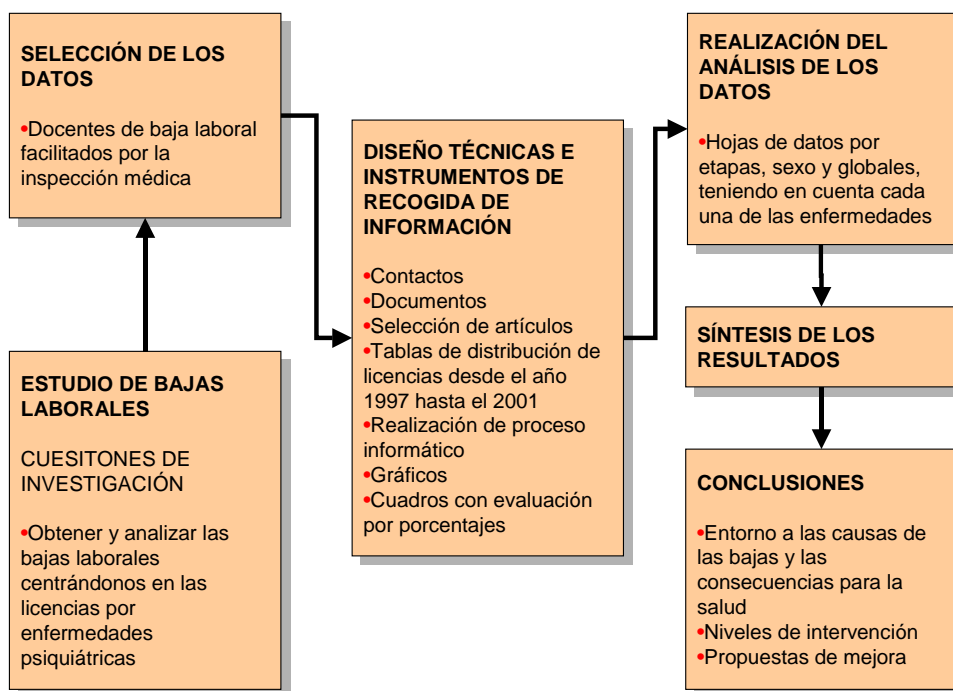 SELECCIÓN DE LOS
DATOS
•Docentes de baja laboral
facilitados por la
inspección médica
ESTUDIO DE BAJAS
LABORALES
CUESITONES DE
INVESTIGACIÓN
•Obtener y analizar las
bajas laborales
centrándonos en las
licencias por
enfermedades
psiquiátricas
DISEÑO TÉCNICAS E
INSTRUMENTOS DE
RECOGIDA DE
INFORMACIÓN
•Contactos
•Documentos
•Selección de artículos
•Tablas de distribución de
licencias desde el año
1997 hasta el 2001
•Realización de proceso
informático
•Gráficos
•Cuadros con evaluación
por porcentajes
REALIZACIÓN DEL
ANÁLISIS DE LOS
DATOS
•Hojas de datos por
etapas, sexo y globales,
teniendo en cuenta cada
una de las enfermedades
SÍNTESIS DE LOS
RESULTADOS
CONCLUSIONES
•Entorno a las causas de
las bajas y las
consecuencias para la
salud
•Niveles de intervención
•Propuestas de mejora